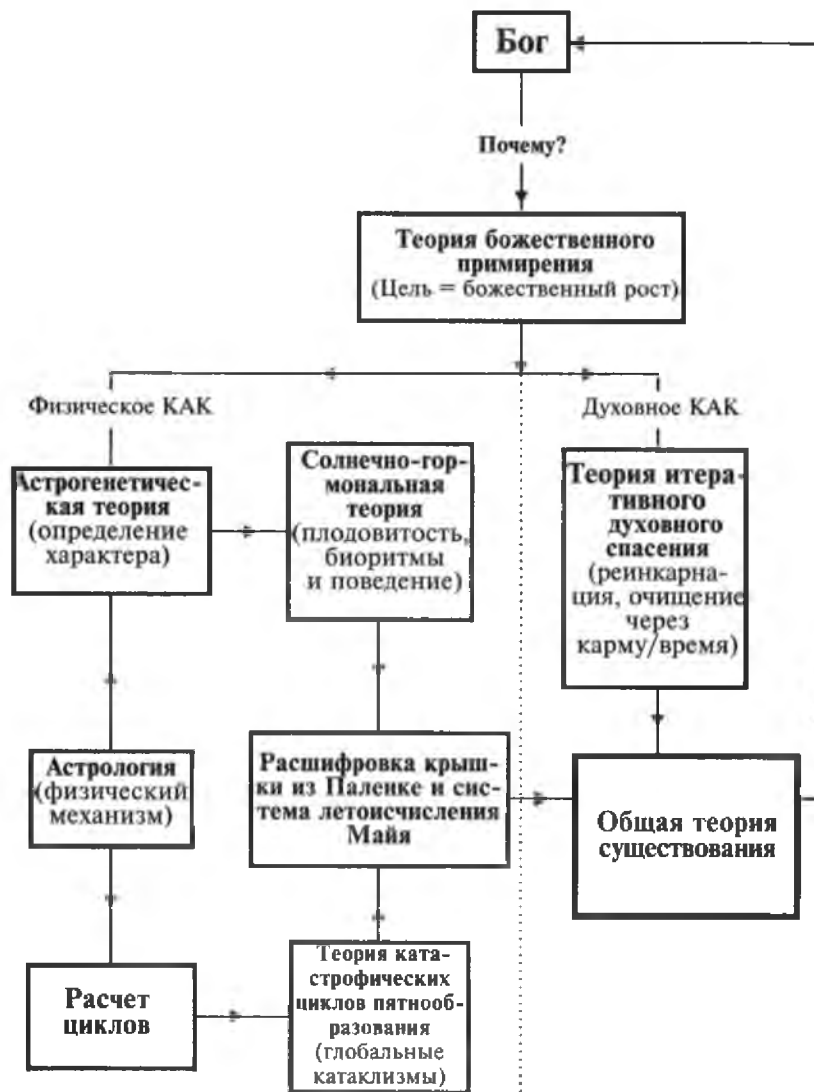 Бог
Почему?
Теория божественного
примирения
(Цель = божественный рост)
Физическое КАК
Духовное КАК
Астрогенетичес-
кая теория
(определение
характера)
Солнечно-гор-
мональная
теория
(плодовитость,
биоритмы
и поведение)
Теория итера-
тивного
духовного
спасения
(реинкарна-
ция, очищение
через
карму/время)
Астрология
(физический
механизм)
Расшифровка крыш-
ки из Паленке и сис-
тема летоисчисления
Майя
Общая теория
существования
Расчет
циклов
Теория ката-
строфических
циклов пятнооб-
разования
(глобальные
катаклизмы)